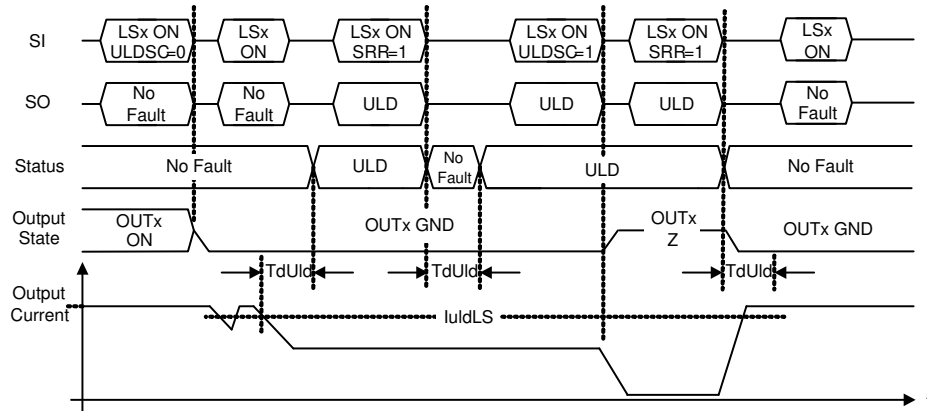 SI
LSx ON
ULDSC=0
LSx
ON
LSx ON
SRR=1
LSx ON
ULDSC=1
LSx ON
SRR=1
LSx
ON
SO
No
Fault
No
Fault
ULD
ULD
ULD
No
Fault
Status
No Fault
ULD
No
Fault
ULD
No Fault
Output
State
OUTx
ON
OUTx GND
OUTx
Z
OUTx GND
TdUld
TdUld
TdUld
Output
Current
IuldLS